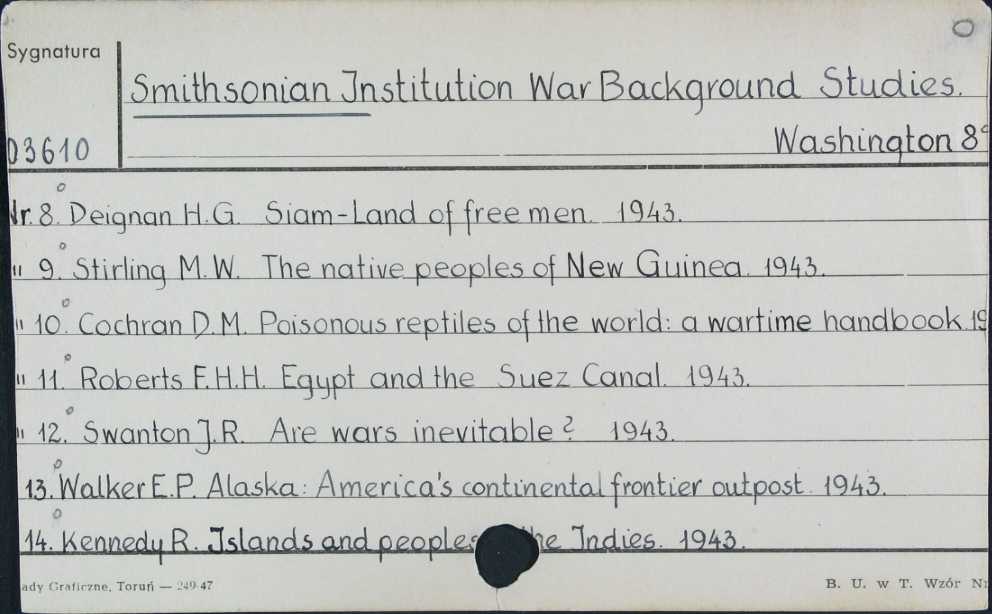 Sygnatura
Smithsonian Institution War Background Studies.
03610
Washington 8°
Nr. 8. Deignan H.G. Siam-Land of free men. 1943.
" 9. Stirling M.W. The native peoples of New Guinea. 1943.
" 10. Cochran D.M. Poisonous reptiles of the world: a wartime handbook. 19
" 11. Roberts F.H.H. Egypt and the Suez Canal. 1943.
" 12. Swanton J.R. Are wars inevitable? 1943.
13. Walker E.P. Alaska: America's continental frontier outpost. 1943.
14. Kennedy R. Islands and peoples he Indies. 1943.
ady Graficzne, Toruń — 249-47
B. U. w T. Wzór Nr